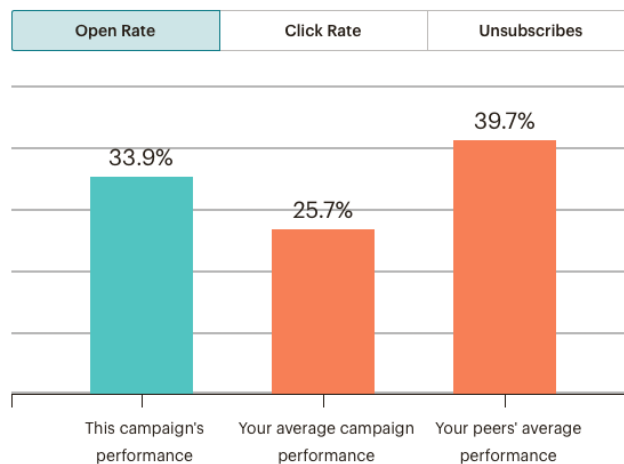 Open Rate
Click Rate
Unsubscribes
33.9%
25.7%
39.7%
This campaign's
performance
Your average campaign
performance
Your peers' average
performance